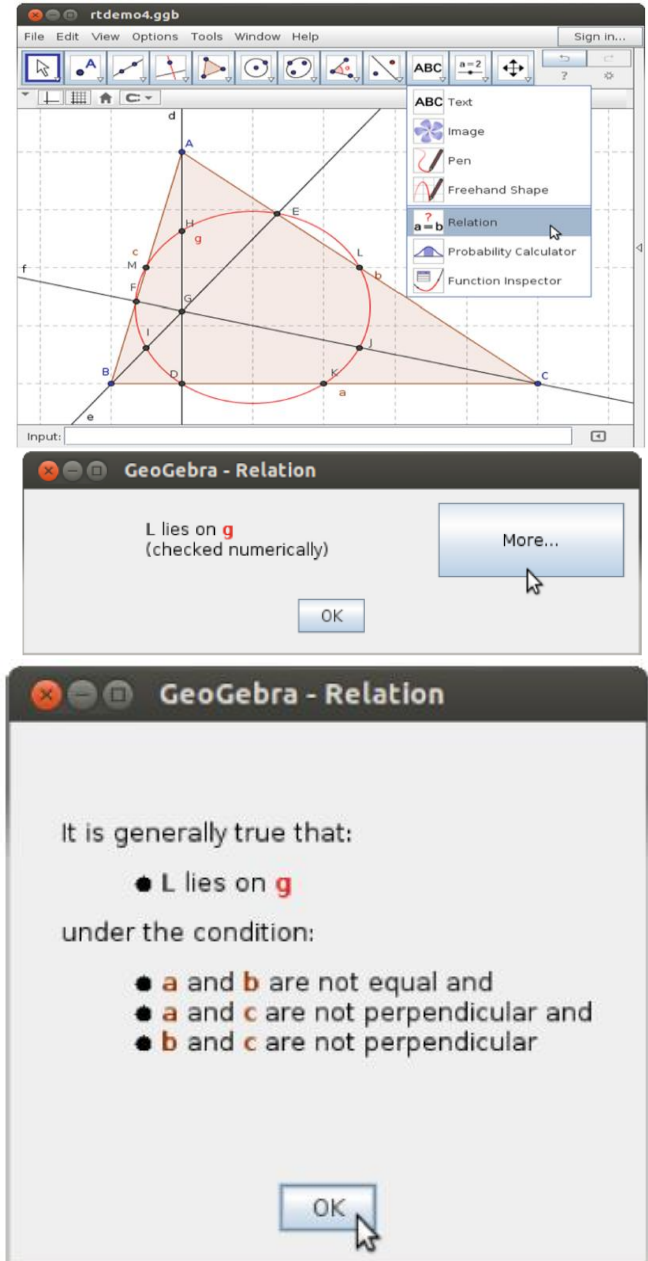 rtdemo4.ggb
File Edit View Options Tools Window Help
Sign in...
A
ABC
a=2
?
ABC Text
Image
Pen
Freehand Shape
?
a=b
Relation
Probability Calculator
Function Inspector
d
A
E
H
g
c
M
L
b
f
F
G
I
J
B
D
K
C
a
e
Input:
GeoGebra - Relation
L lies on g
(checked numerically)
More...
OK
GeoGebra - Relation
It is generally true that:
● L lies on g
under the condition:
● a and b are not equal and
● a and c are not perpendicular and
● b and c are not perpendicular
OK